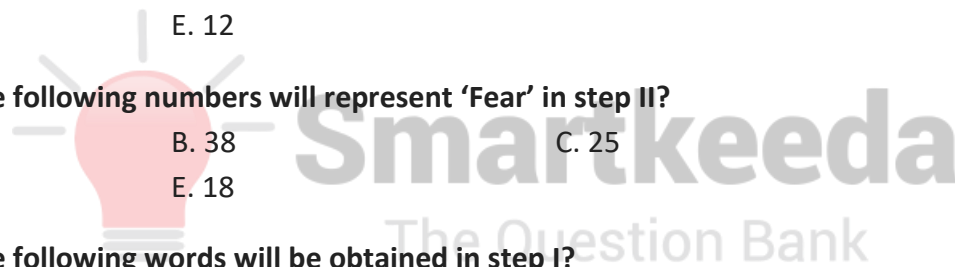 E. 12
e following numbers will represent ‘Fear’ in step II?
B. 38 C. 25
E. 18
Smartkeeda
The Question Bank
e following words will be obtained in step I?